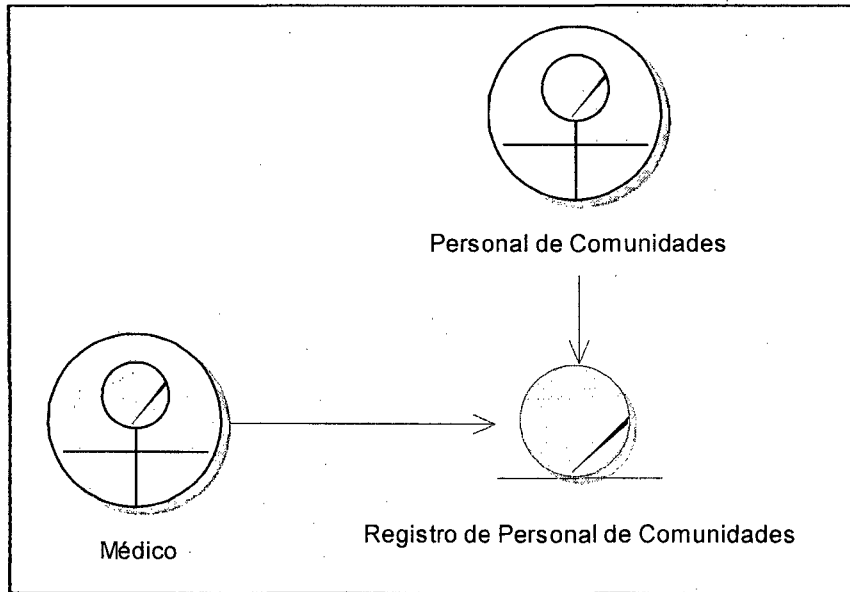 Personal de Comunidades
Médico
Registro de Personal de Comunidades